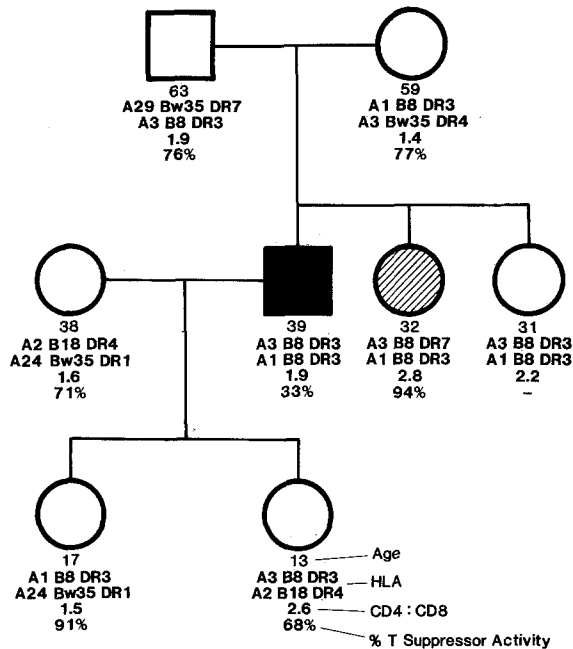 63
A29 Bw35 DR7
A3 B8 DR3
1.9
76%
59
A1 B8 DR3
A3 Bw35 DR4
1.4
77%
38
A2 B18 DR4
A24 Bw35 DR1
1.6
71%
39
A3 B8 DR3
A1 B8 DR3
1.9
33%
32
A3 B8 DR7
A1 B8 DR3
2.8
94%
31
A3 B8 DR3
A1 B8 DR3
2.2
–
17
A1 B8 DR3
A24 Bw35 DR1
1.5
91%
13
A3 B8 DR3
A2 B18 DR4
2.6
68%
Age
HLA
CD4 : CD8
% T Suppressor Activity